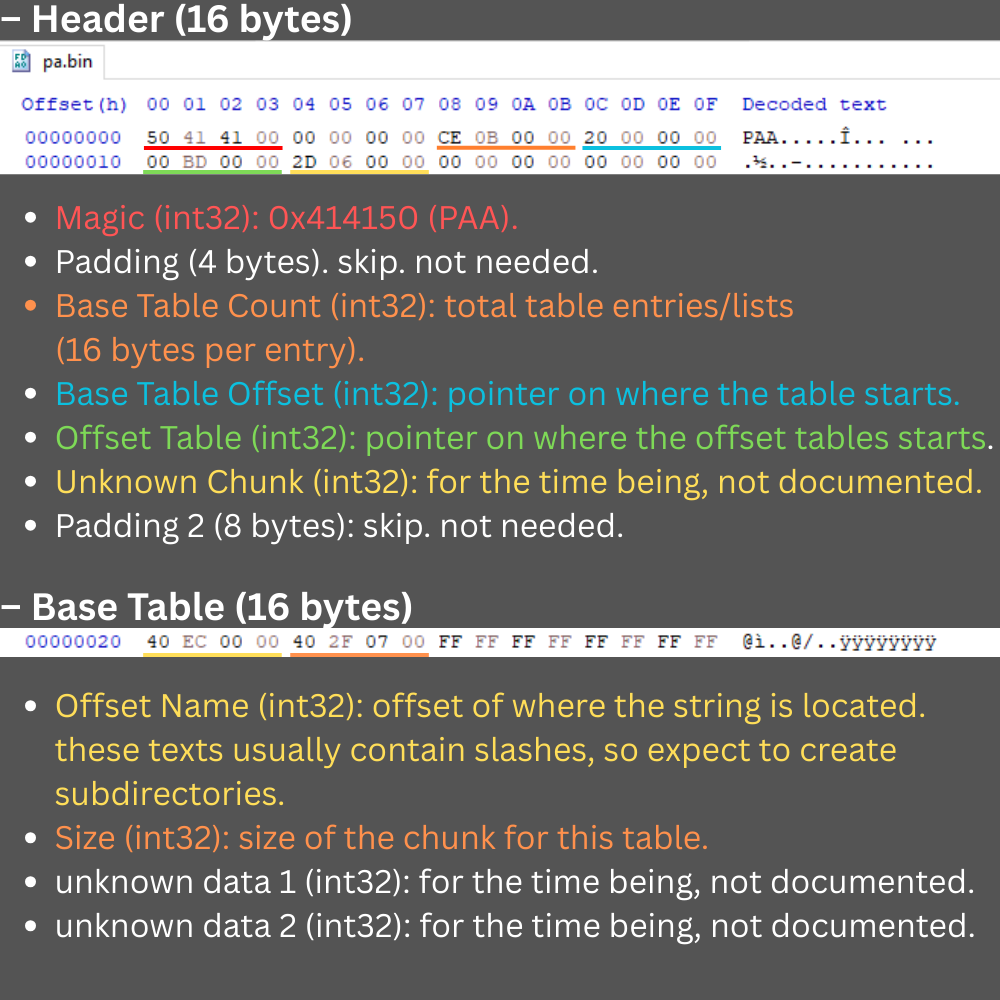 – Header (16 bytes)
pa.bin
Offset(h) 00 01 02 03 04 05 06 07 08 09 0A 0B 0C 0D 0E 0F Decoded text
00000000 50 41 41 00 00 00 00 00 CE 0B 00 00 20 00 00 00 PAA.....Î... ...
00000010 00 BD 00 00 2D 06 00 00 00 00 00 00 00 00 00 00 .½..-...........
• Magic (int32): 0x414150 (PAA).
• Padding (4 bytes). skip. not needed.
• Base Table Count (int32): total table entries/lists
(16 bytes per entry).
• Base Table Offset (int32): pointer on where the table starts.
• Offset Table (int32): pointer on where the offset tables starts.
• Unknown Chunk (int32): for the time being, not documented.
• Padding 2 (8 bytes): skip. not needed.
– Base Table (16 bytes)
00000020 40 EC 00 00 40 2F 07 00 FF FF FF FF FF FF FF FF @ì..@/..ÿÿÿÿÿÿÿÿ
• Offset Name (int32): offset of where the string is located.
these texts usually contain slashes, so expect to create
subdirectories.
• Size (int32): size of the chunk for this table.
• unknown data 1 (int32): for the time being, not documented.
• unknown data 2 (int32): for the time being, not documented.